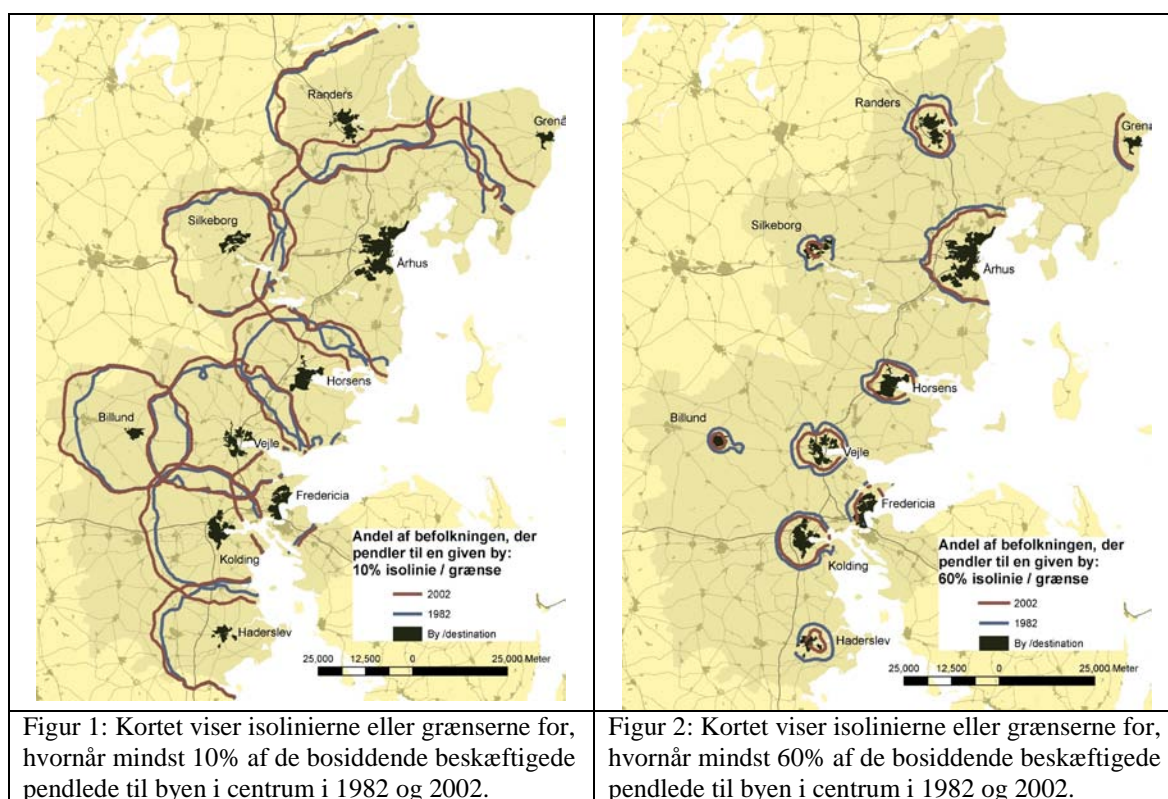 Randers
Grenå
Silkeborg
Århus
Horsens
Billund
Vejle
Fredericia
Kolding
Haderslev
Andel af befolkningen, der
pendler til en given by:
10% isolinie / grænse
2002
1982
By /destination
25,000 12,500 0 25,000 Meter
Figur 1: Kortet viser isolinierne eller grænserne for,
hvornår mindst 10% af de bosiddende beskæftigede
pendlede til byen i centrum i 1982 og 2002.
Randers
Grenå
Silkeborg
Århus
Horsens
Billund
Vejle
Fredericia
Kolding
Haderslev
Andel af befolkningen, der
pendler til en given by:
60% isolinie / grænse
2002
1982
By /destination
25,000 12,500 0 25,000 Meter
Figur 2: Kortet viser isolinierne eller grænserne for,
hvornår mindst 60% af de bosiddende beskæftigede
pendlede til byen i centrum i 1982 og 2002.